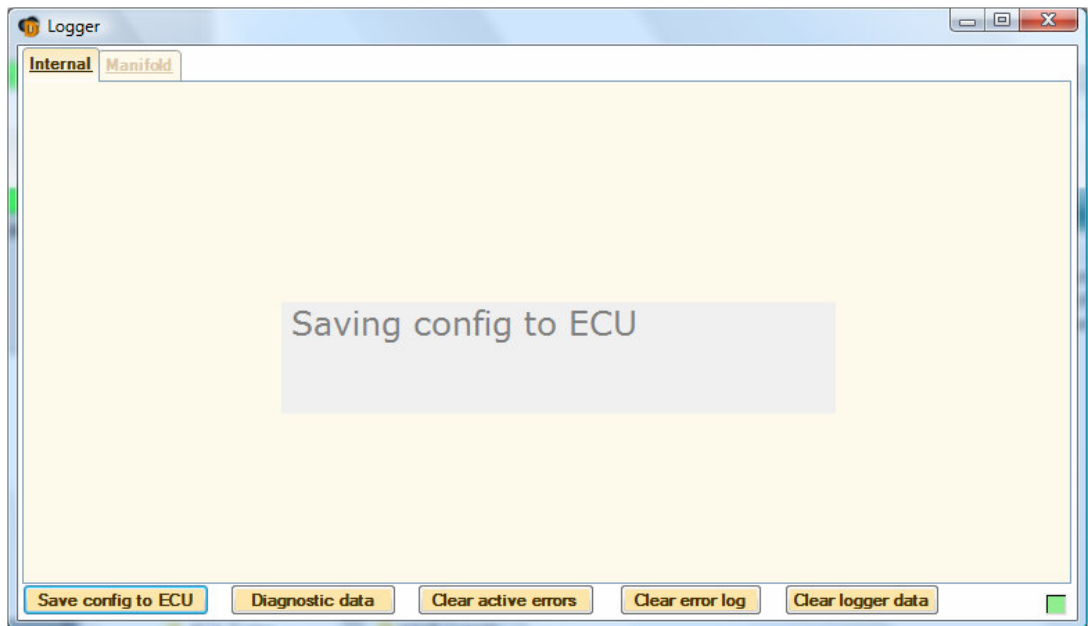 Logger
Internal Manifold
Saving config to ECU
Save config to ECU Diagnostic data Clear active errors Clear error log Clear logger data